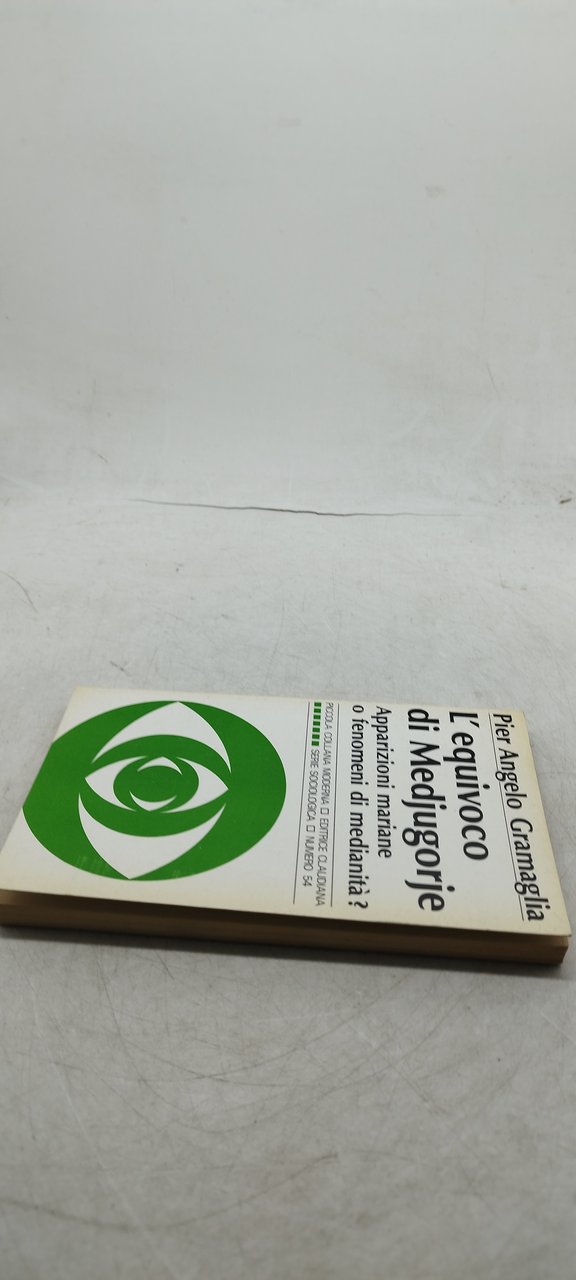 Pier Angelo Gramaglia
L'equivoco
di Medjugorje
Apparizioni mariane
o fenomeni di medianità?
PICCOLA COLLANA MODERNA □ EDITRICE CLAUDIANA
SERIE SOCIOLOGICA □ NUMERO 54